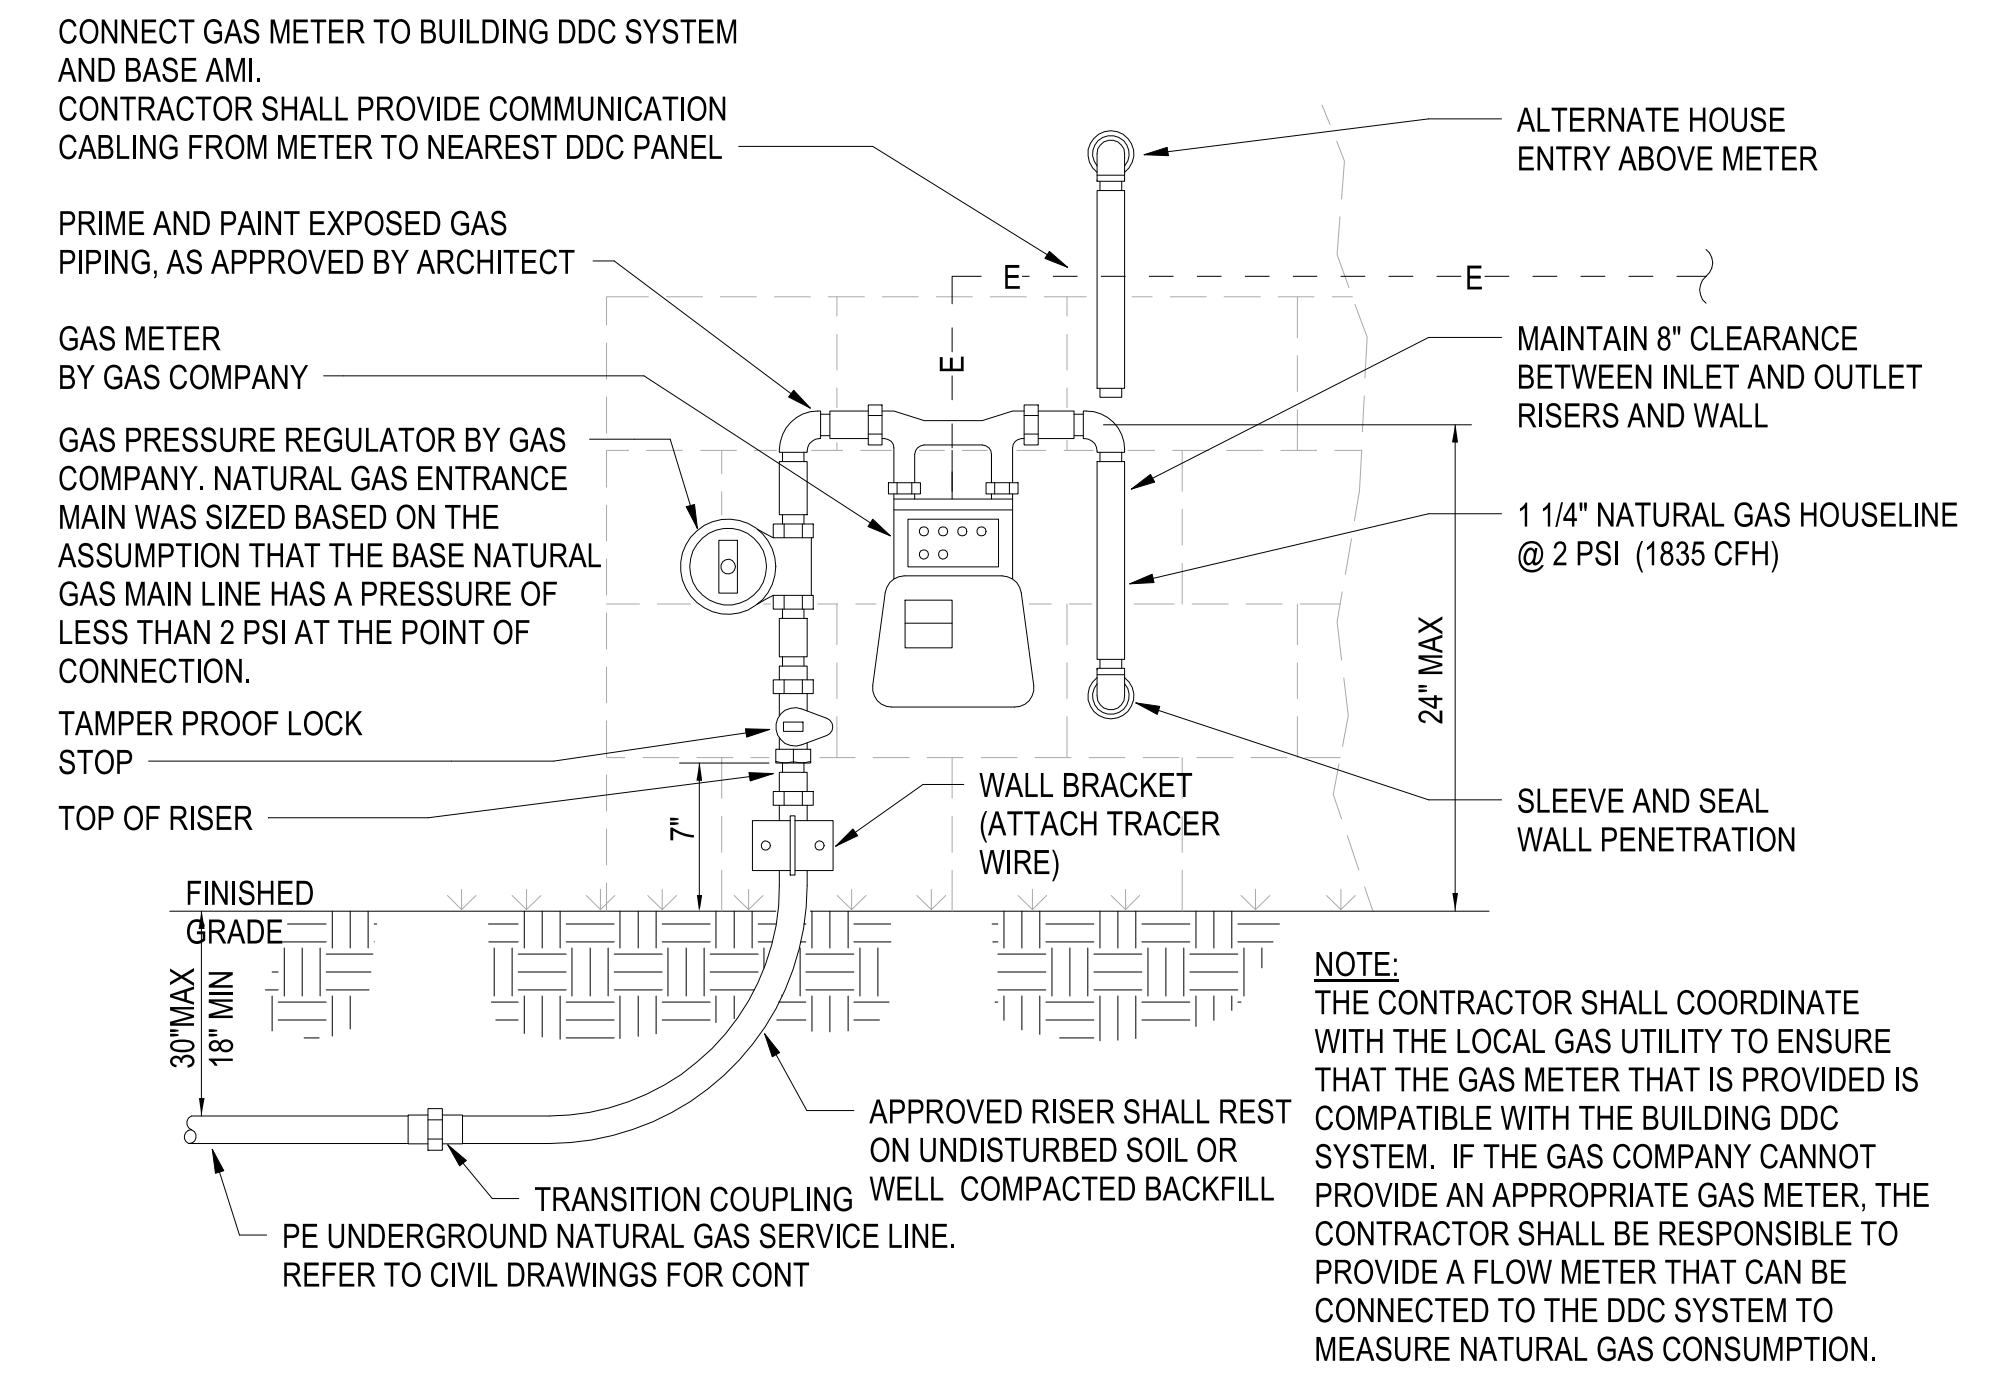 CONNECT GAS METER TO BUILDING DDC SYSTEM
AND BASE AMI.
CONTRACTOR SHALL PROVIDE COMMUNICATION
CABLING FROM METER TO NEAREST DDC PANEL
PRIME AND PAINT EXPOSED GAS
PIPING, AS APPROVED BY ARCHITECT
GAS METER
BY GAS COMPANY
GAS PRESSURE REGULATOR BY GAS
COMPANY. NATURAL GAS ENTRANCE
MAIN WAS SIZED BASED ON THE
ASSUMPTION THAT THE BASE NATURAL
GAS MAIN LINE HAS A PRESSURE OF
LESS THAN 2 PSI AT THE POINT OF
CONNECTION.
TAMPER PROOF LOCK
STOP
TOP OF RISER
FINISHED
GRADE
30"MAX
18" MIN
7"
E
E
E
ALTERNATE HOUSE
ENTRY ABOVE METER
MAINTAIN 8" CLEARANCE
BETWEEN INLET AND OUTLET
RISERS AND WALL
1 1/4" NATURAL GAS HOUSELINE
@ 2 PSI (1835 CFH)
24" MAX
SLEEVE AND SEAL
WALL PENETRATION
WALL BRACKET
(ATTACH TRACER
WIRE)
APPROVED RISER SHALL REST
ON UNDISTURBED SOIL OR
WELL COMPACTED BACKFILL
TRANSITION COUPLING
PE UNDERGROUND NATURAL GAS SERVICE LINE.
REFER TO CIVIL DRAWINGS FOR CONT
NOTE:
THE CONTRACTOR SHALL COORDINATE
WITH THE LOCAL GAS UTILITY TO ENSURE
THAT THE GAS METER THAT IS PROVIDED IS
COMPATIBLE WITH THE BUILDING DDC
SYSTEM. IF THE GAS COMPANY CANNOT
PROVIDE AN APPROPRIATE GAS METER, THE
CONTRACTOR SHALL BE RESPONSIBLE TO
PROVIDE A FLOW METER THAT CAN BE
CONNECTED TO THE DDC SYSTEM TO
MEASURE NATURAL GAS CONSUMPTION.